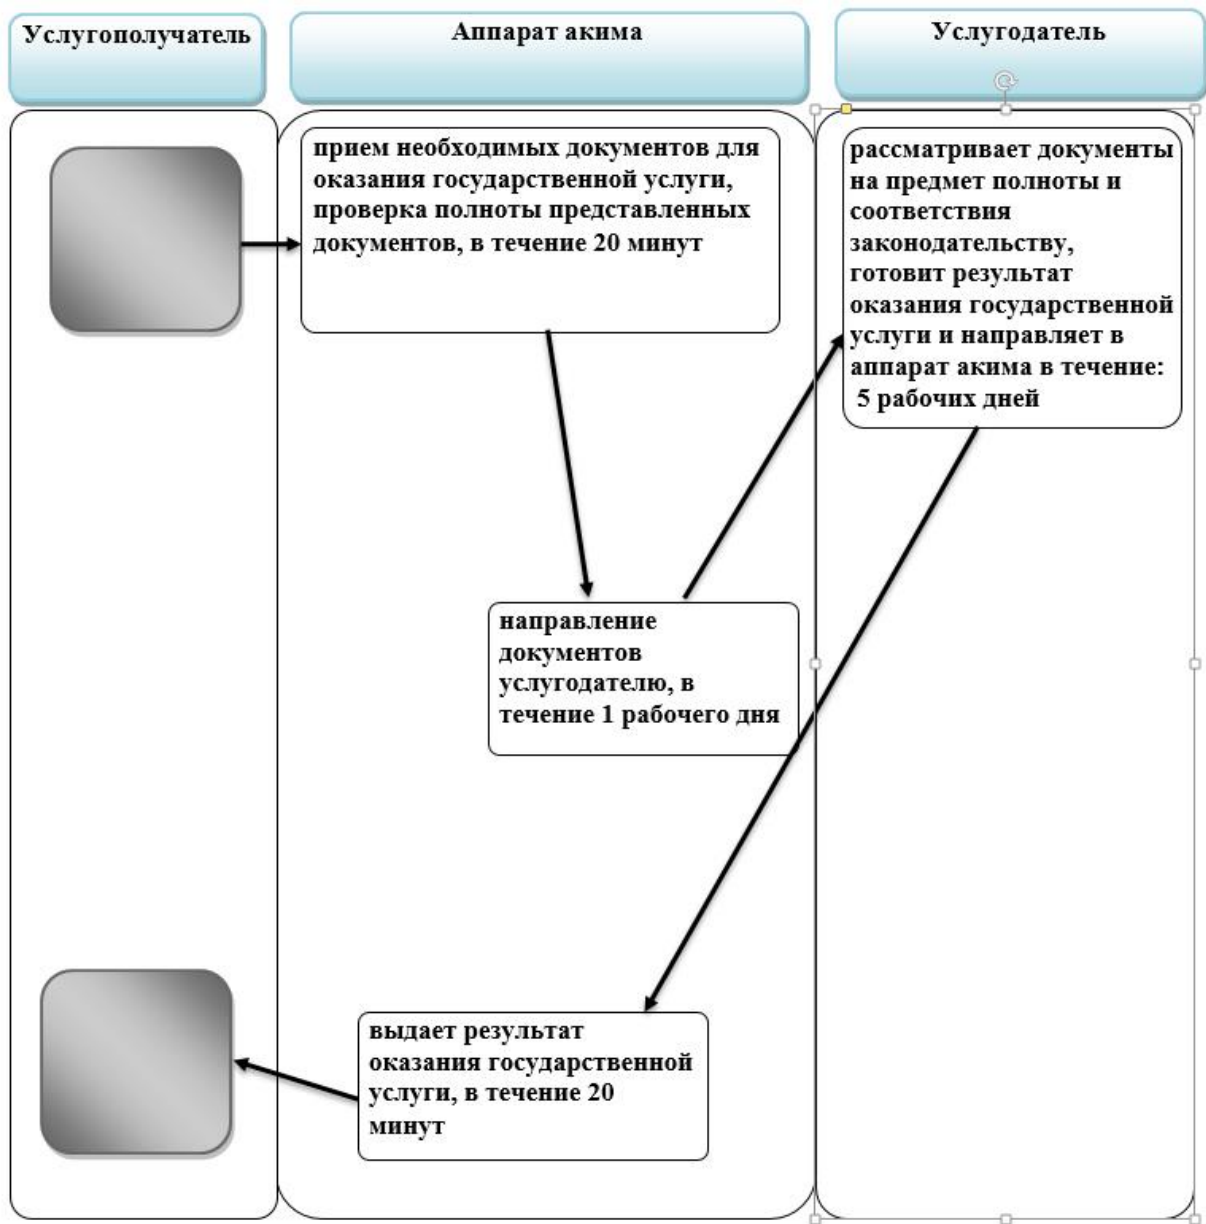 Услугополучатель
Аппарат акима
Услугодатель
прием необходимых документов для
оказания государственной услуги,
проверка полноты представленных
документов, в течение 20 минут
рассматривает документы
на предмет полноты и
соответствия
законодательству,
готовит результат
оказания государственной
услуги и направляет в
аппарат акима в течение:
5 рабочих дней
направление
документов
услугодателю, в
течение 1 рабочего дня
выдает результат
оказания государственной
услуги, в течение 20
минут